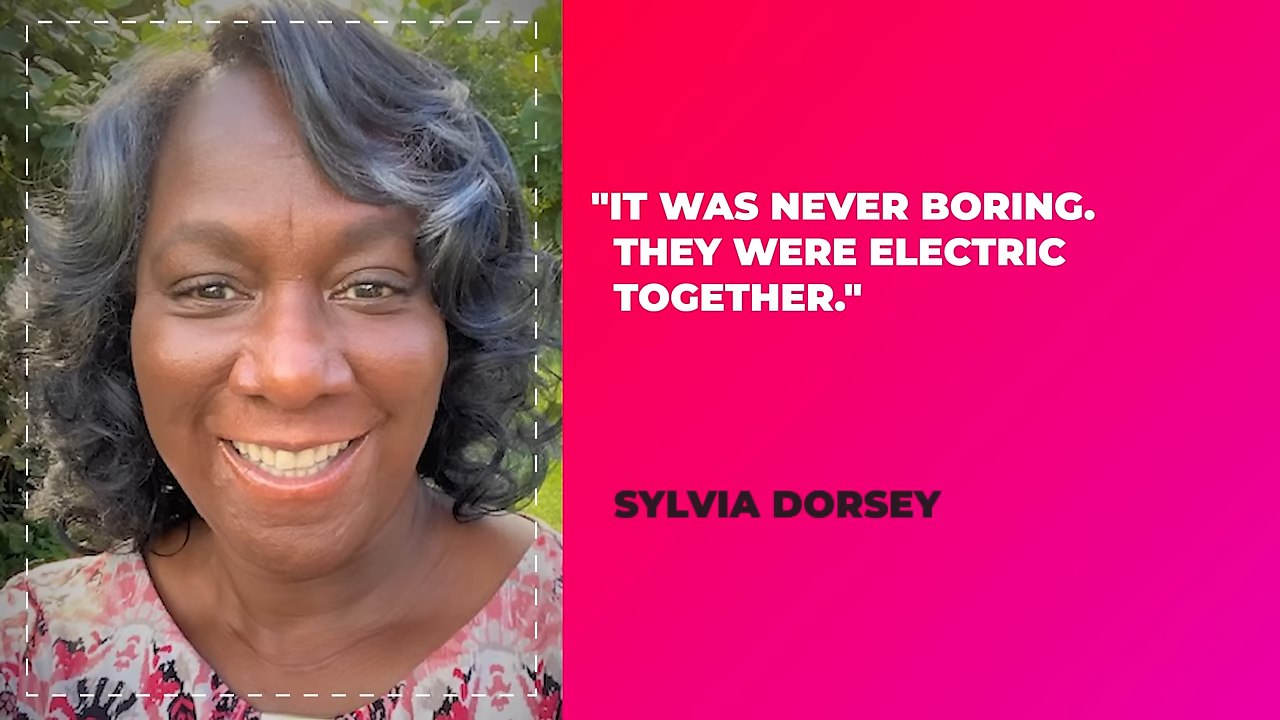 "IT WAS NEVER BORING.
THEY WERE ELECTRIC
TOGETHER."
SYLVIA DORSEY